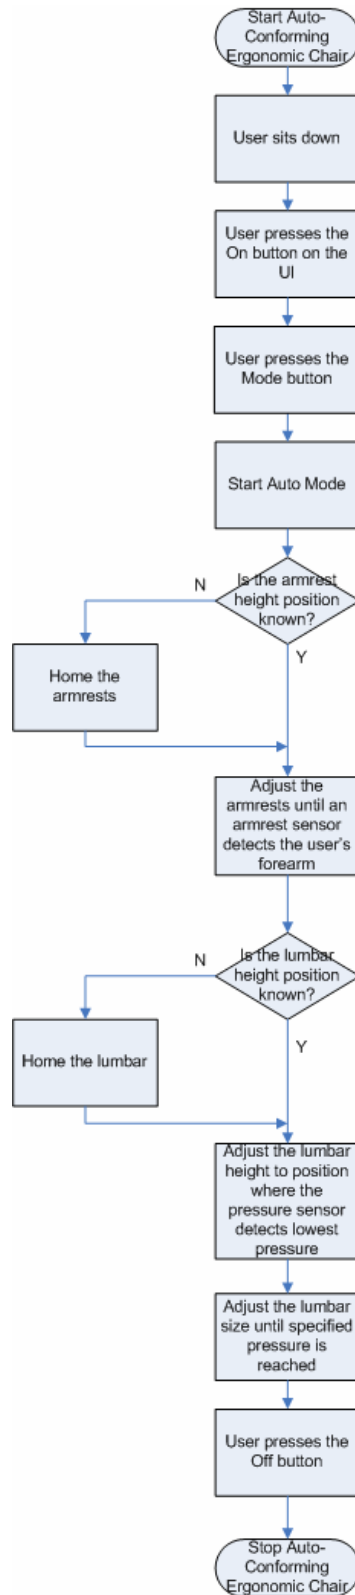 Start Auto-
Conforming
Ergonomic Chair
User sits down
User presses the
On button on the
UI
User presses the
Mode button
Start Auto Mode
Is the armrest
height position
known?
N
Y
Home the
armrests
Adjust the
armrests until an
armrest sensor
detects the user's
forearm
Is the lumbar
height position
known?
N
Y
Home the lumbar
Adjust the lumbar
height to position
where the
pressure sensor
detects lowest
pressure
Adjust the lumbar
size until specified
pressure is
reached
User presses the
Off button
Stop Auto-
Conforming
Ergonomic Chair